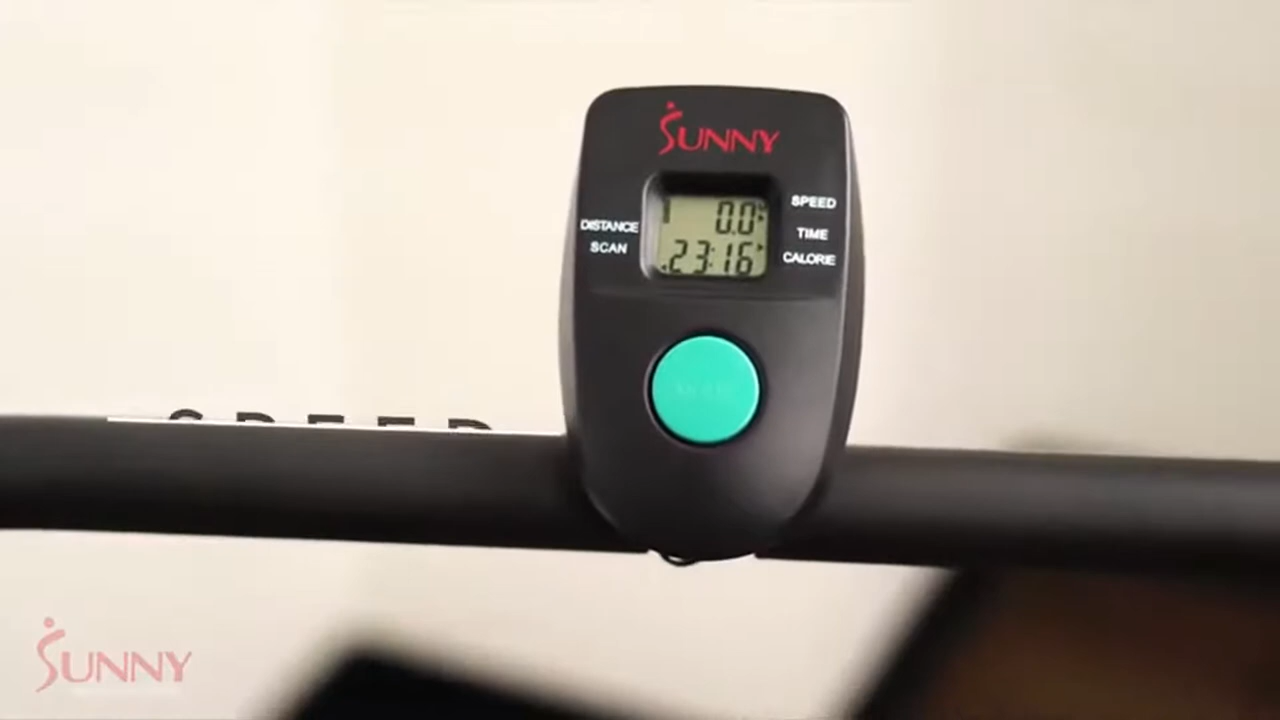 SUNNY
DISTANCE
SCAN
0.0
23:16
SPEED
TIME
CALORIE
SUNNY